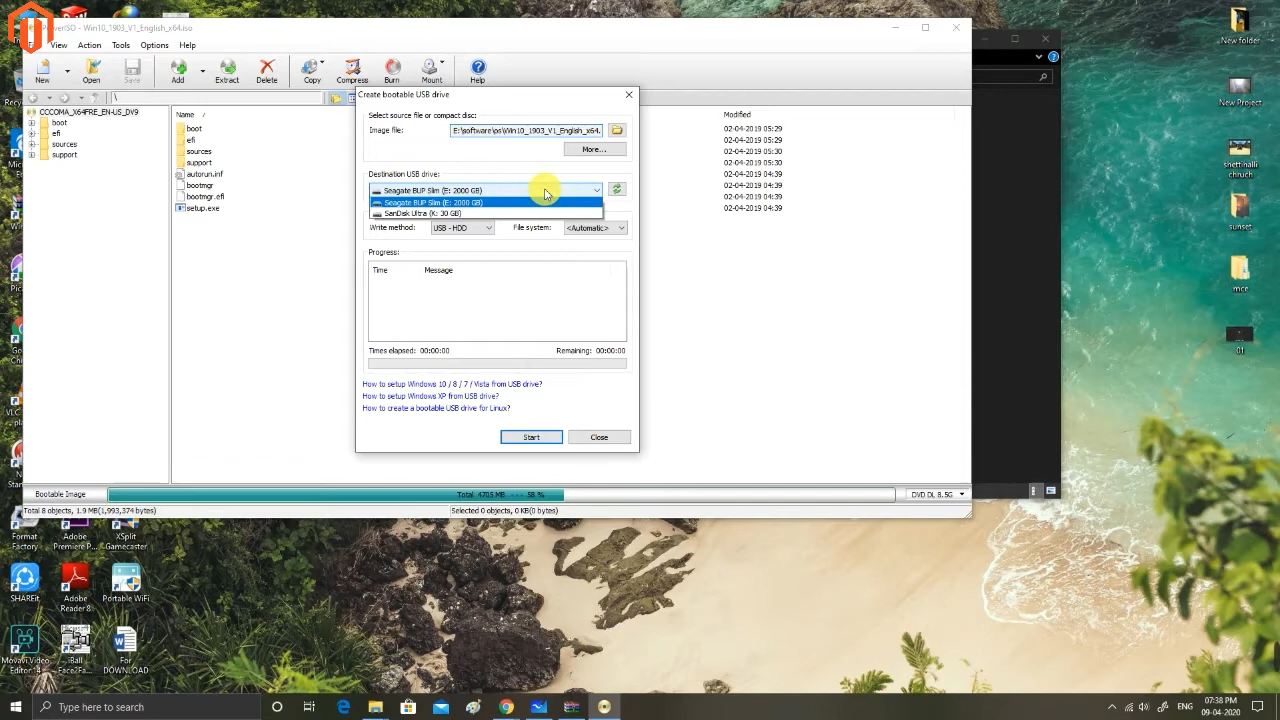 PowerISO - Win10_1903_V1_English_x64.iso
View Action Tools Options Help
New Open Save Add Extract Delete Copy Compress Burn Mount Help
\
CCCOMA_X64FRE_EN-US_DV9
boot
efi
sources
support
Name /
boot
efi
sources
support
autorun.inf
bootmgr
bootmgr.efi
setup.exe
Modified
02-04-2019 05:29
02-04-2019 05:29
02-04-2019 05:30
02-04-2019 05:30
02-04-2019 04:39
02-04-2019 04:39
02-04-2019 04:39
02-04-2019 04:39
Create bootable USB drive
Select source file or compact disc:
Image file: E:\software\os\Win10_1903_V1_English_x64.
More...
Destination USB drive:
Seagate BUP Slim (E: 2000 GB)
Seagate BUP Slim (E: 2000 GB)
SanDisk Ultra (K: 30 GB)
Write method: USB - HDD File system: <Automatic>
Progress:
Time Message
Times elapsed: 00:00:00 Remaining: 00:00:00
How to setup Windows 10 / 8 / 7 / Vista from USB drive?
How to setup Windows XP from USB drive?
How to create a bootable USB drive for Linux?
Start Close
Bootable Image Total 4705 MB --- 58 % DVD DL 8.5G
Total 8 objects, 1.9 MB(1,993,374 bytes) Selected 0 objects, 0 KB(0 bytes)
New folder
New Project
shettinalli
chruch
sunset
mce
01
Format
Factory
Adobe
Premiere P...
XSplit
Gamecaster
SHAREit
Adobe
Reader 8
Portable WiFi
Movavi Video
Editor 14
iBall
Face2Fa...
For
DOWNLOAD
Type here to search
ENG
07:38 PM
09-04-2020